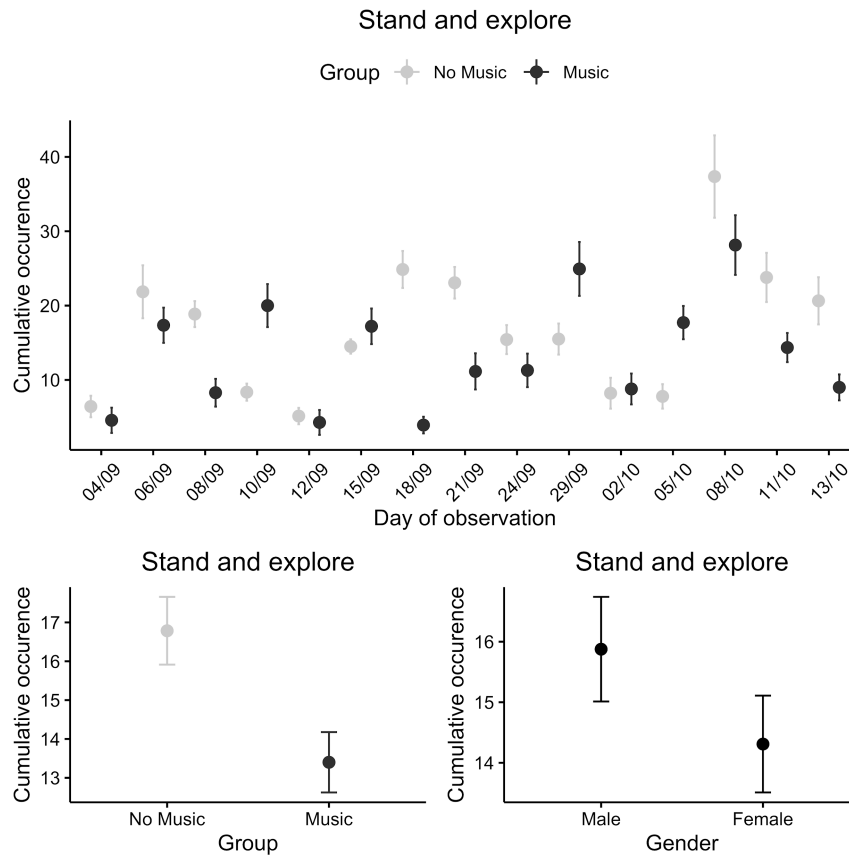 Stand and explore
Group No Music Music
Cumulative occurence
40
30
20
10
04/09 06/09 08/09 10/09 12/09 15/09 18/09 21/09 24/09 29/09 02/10 05/10 08/10 11/10 13/10
Day of observation
Stand and explore
Cumulative occurence
17
16
15
14
13
No Music Music
Group
Stand and explore
Cumulative occurence
16
15
14
Male Female
Gender